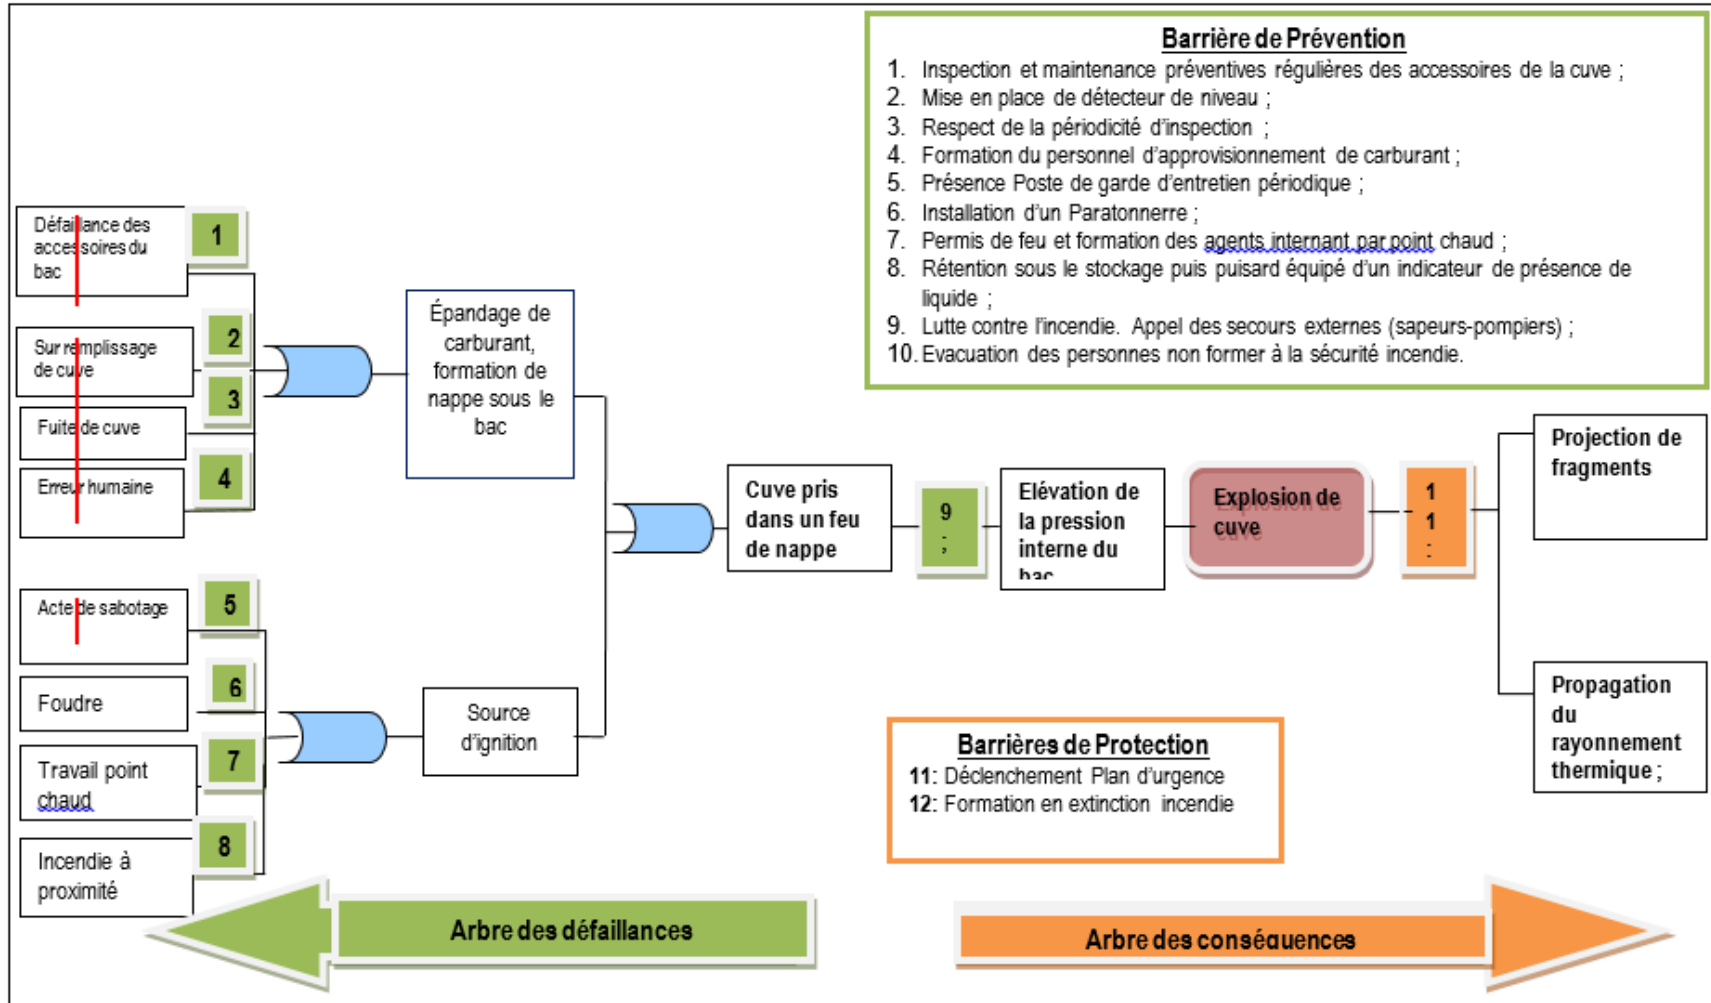 Barrière de Prévention
1. Inspection et maintenance préventives régulières des accessoires de la cuve ;
2. Mise en place de détecteur de niveau ;
3. Respect de la périodicité d'inspection ;
4. Formation du personnel d'approvisionnement de carburant ;
5. Présence Poste de garde d'entretien périodique ;
6. Installation d'un Paratonnerre ;
7. Permis de feu et formation des agents internant par point chaud ;
8. Rétention sous le stockage puis puisard équipé d'un indicateur de présence de
liquide ;
9. Lutte contre l'incendie. Appel des secours externes (sapeurs-pompiers) ;
10. Evacuation des personnes non former à la sécurité incendie.
Défaillance des
accessoires du
bac
1
Sur remplissage
de cuve
2
3
Fuite de cuve
Erreur humaine
4
Épandage de
carburant,
formation de
nappe sous le
bac
Acte de sabotage
5
Foudre
6
Travail point
chaud
7
Incendie à
proximité
8
Source
d'ignition
Cuve pris
dans un feu
de nappe
9
;
Elévation de
la pression
interne du
bac
Explosion de
cuve
1
1
:
Projection de
fragments
Propagation
du
rayonnement
thermique ;
Barrières de Protection
11: Déclenchement Plan d'urgence
12: Formation en extinction incendie
Arbre des défaillances
Arbre des conséquences